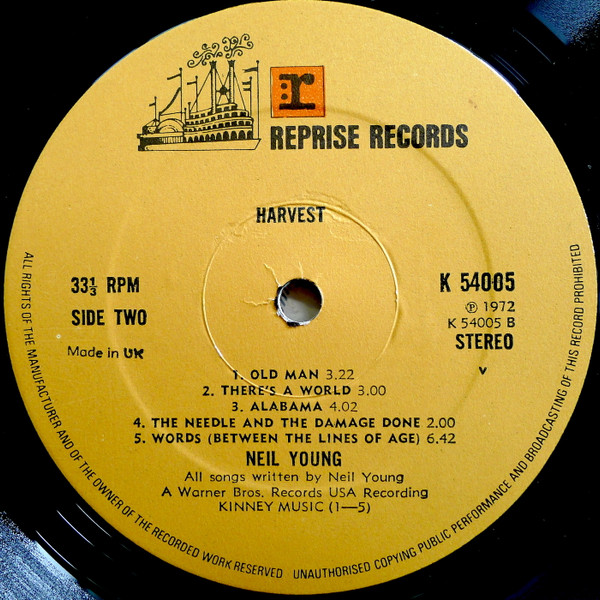 r
REPRISE RECORDS
HARVEST
33⅓ RPM
SIDE TWO
Made in UK
K 54005
℗ 1972
K 54005 B
STEREO
V
1. OLD MAN 3.22
2. THERE'S A WORLD 3.00
3. ALABAMA 4.02
4. THE NEEDLE AND THE DAMAGE DONE 2.00
5. WORDS (BETWEEN THE LINES OF AGE) 6.42
NEIL YOUNG
All songs written by Neil Young
A Warner Bros. Records USA Recording
KINNEY MUSIC (1—5)
ALL RIGHTS OF THE MANUFACTURER AND OF THE OWNER OF THE RECORDED WORK RESERVED UNAUTHORISED COPYING PUBLIC PERFORMANCE AND BROADCASTING OF THIS RECORD PROHIBITED